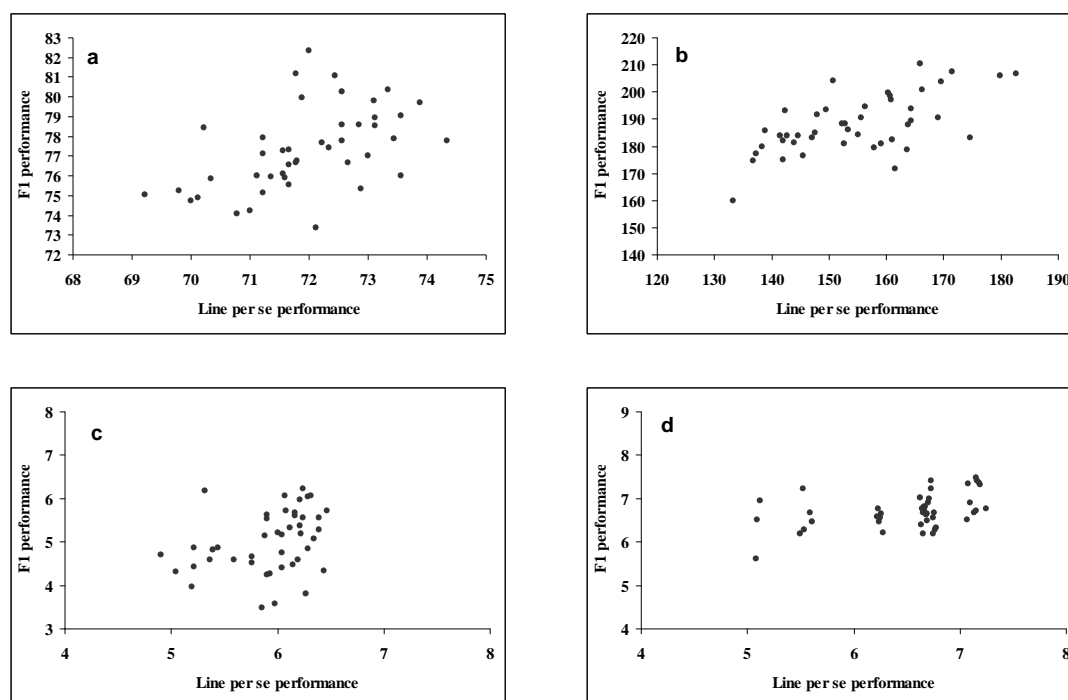 a
F1 performance
83
82
81
80
79
78
77
76
75
74
73
72
68 69 70 71 72 73 74 75
Line per se performance
b
F1 performance
220
210
200
190
180
170
160
150
140
120 130 140 150 160 170 180 190
Line per se performance
c
F1 performance
8
7
6
5
4
3
4 5 6 7 8
Line per se performance
d
F1 performance
9
8
7
6
5
4
4 5 6 7 8
Line per se performance